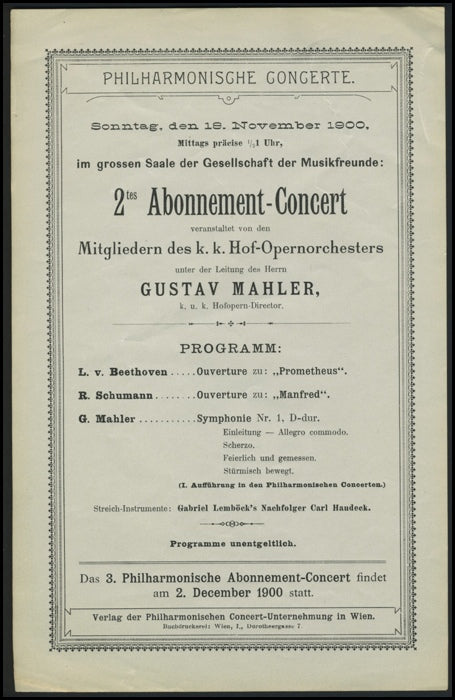 PHILHARMONISCHE CONCERTE.
Sonntag, den 18. November 1900,
Mittags präcise 1/21 Uhr,
im grossen Saale der Gesellschaft der Musikfreunde:
2tes Abonnement-Concert
veranstaltet von den
Mitgliedern des k. k. Hof-Opernorchesters
unter der Leitung des Herrn
GUSTAV MAHLER,
k. u. k. Hofopern-Director.
PROGRAMM:
L. v. Beethoven ..... Ouverture zu: „Prometheus“.
R. Schumann ........ Ouverture zu: „Manfred“.
G. Mahler ........... Symphonie Nr. 1, D-dur.
Einleitung — Allegro commodo.
Scherzo.
Feierlich und gemessen.
Stürmisch bewegt.
(I. Aufführung in den Philharmonischen Concerten.)
Streich-Instrumente: Gabriel Lemböck's Nachfolger Carl Haudeck.
Programme unentgeltlich.
Das 3. Philharmonische Abonnement-Concert findet
am 2. December 1900 statt.
Verlag der Philharmonischen Concert-Unternehmung in Wien.
Buchdruckerei: Wien, I., Dorotheergasse 7.